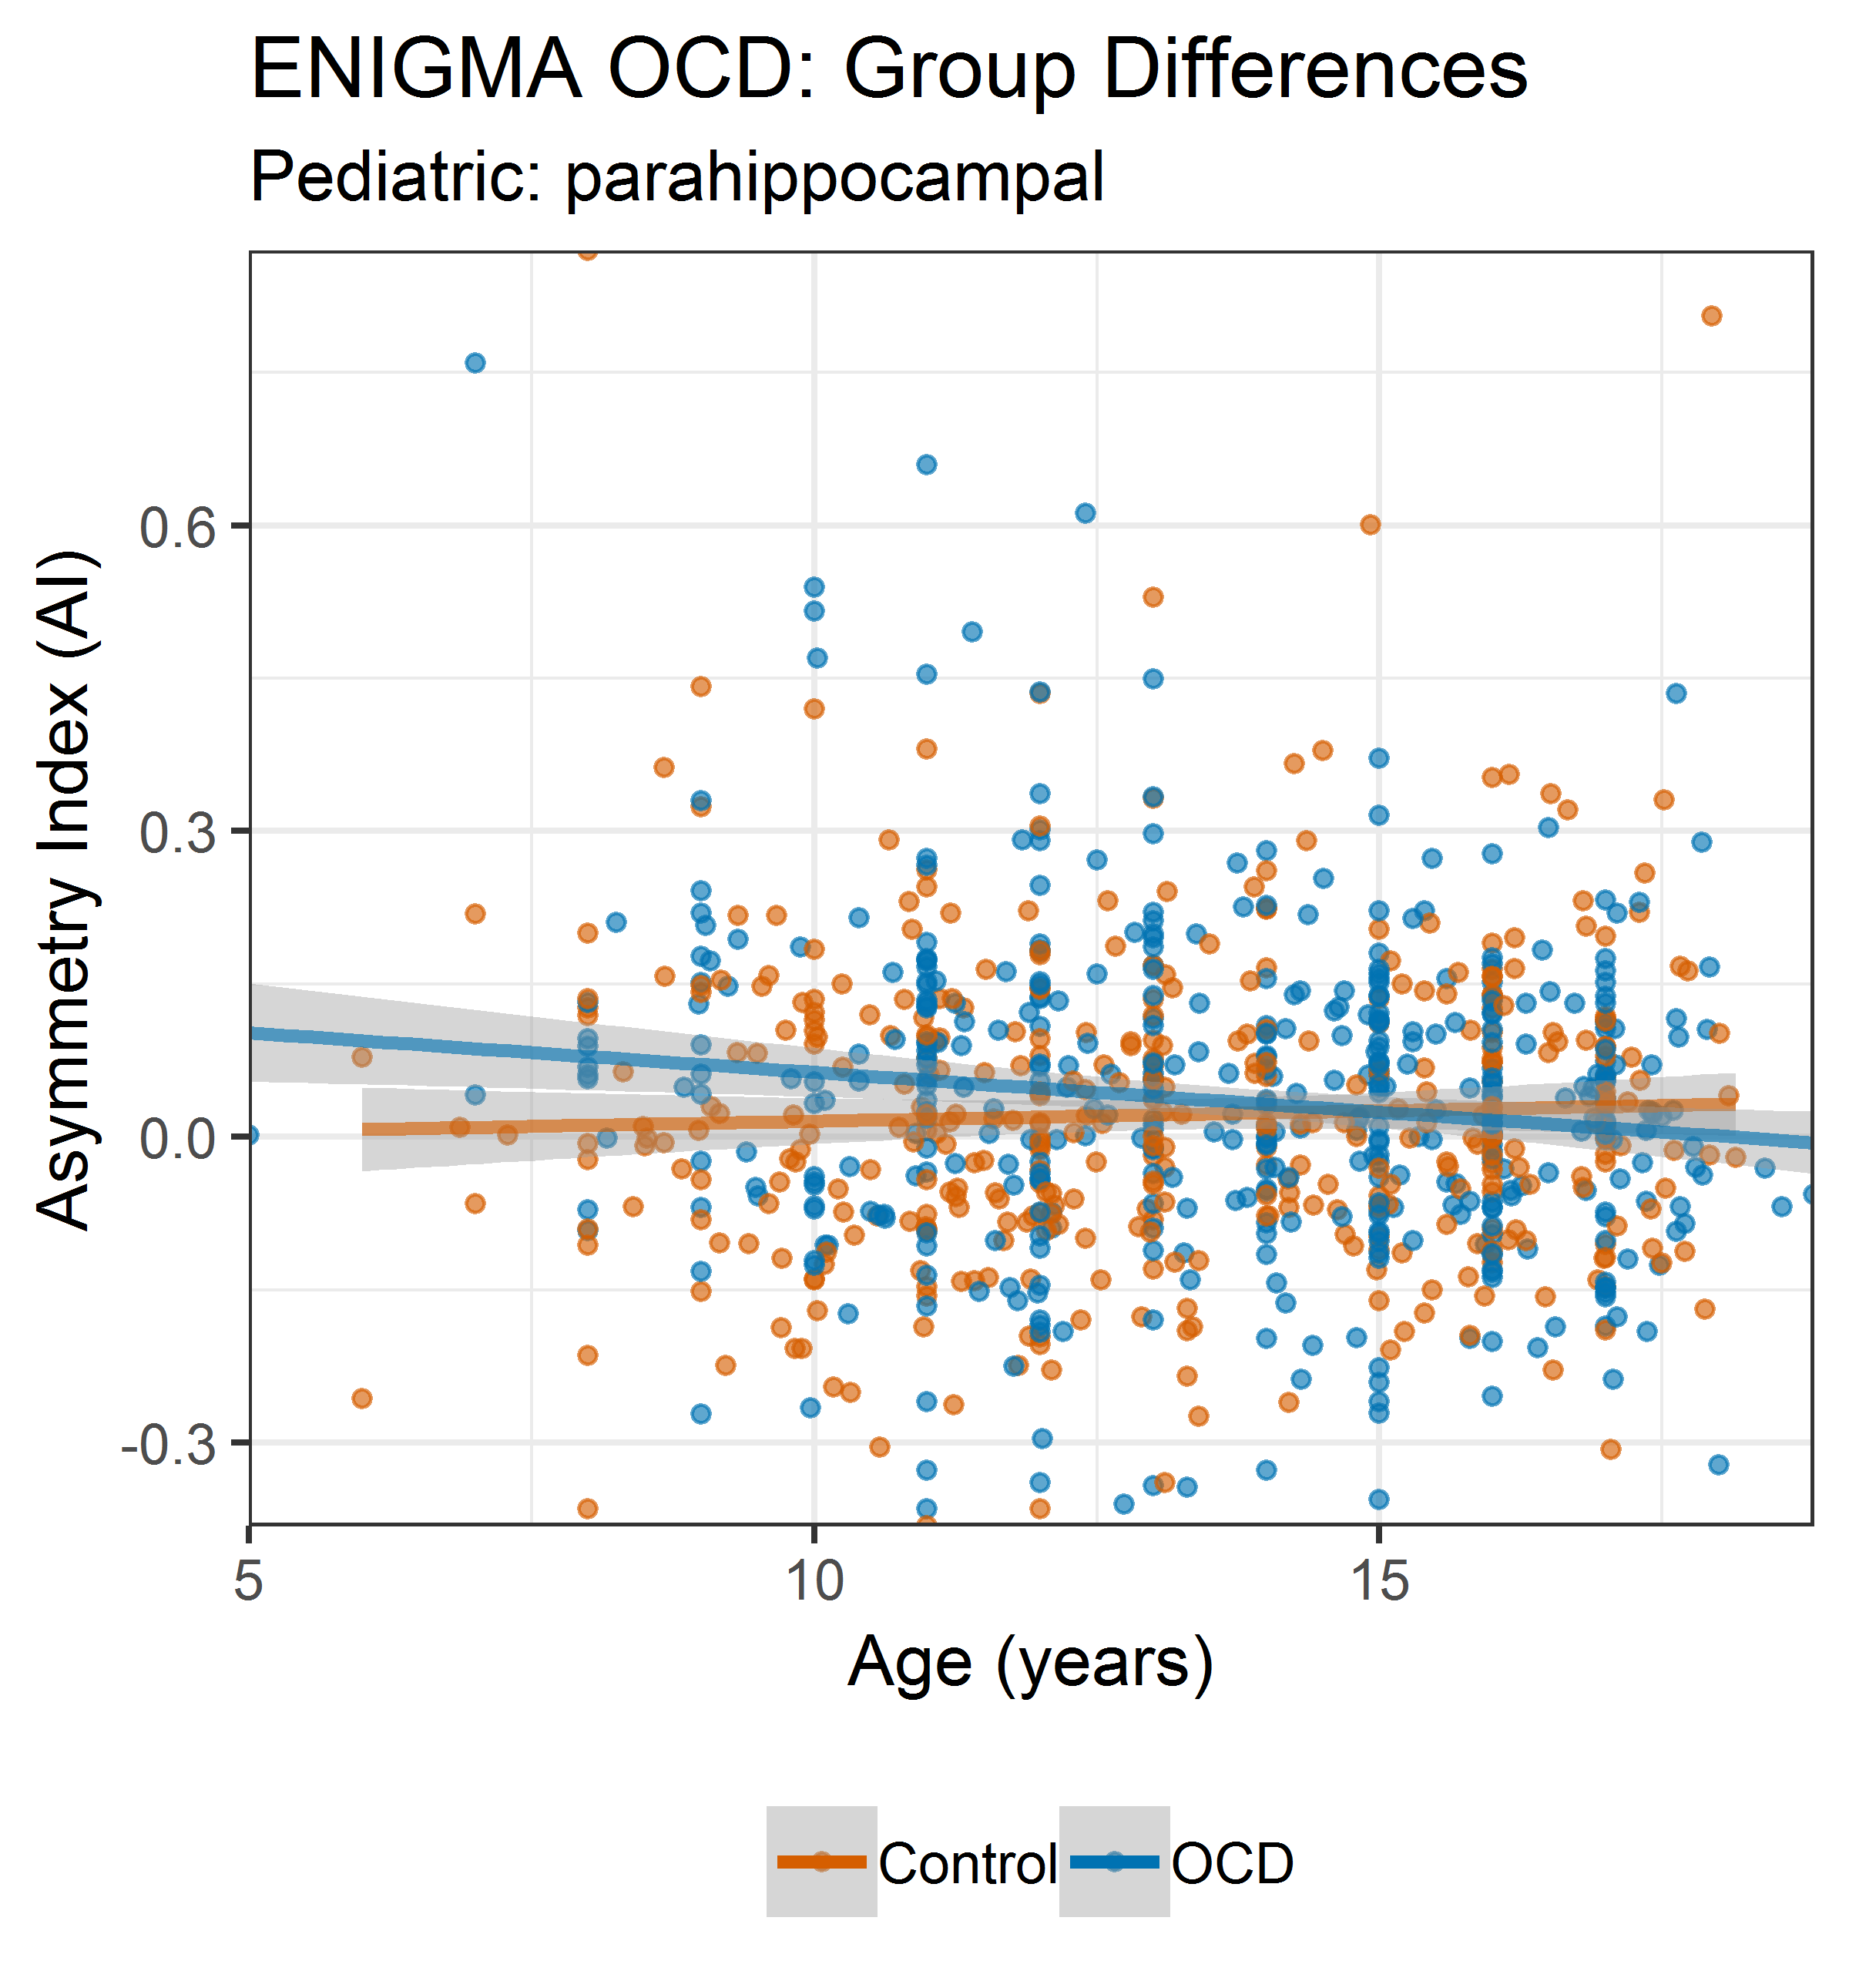 ENIGMA OCD: Group Differences
Pediatric: parahippocampal
Asymmetry Index (AI)
0.6
0.3
0.0
-0.3
5 10 15
Age (years)
Control OCD